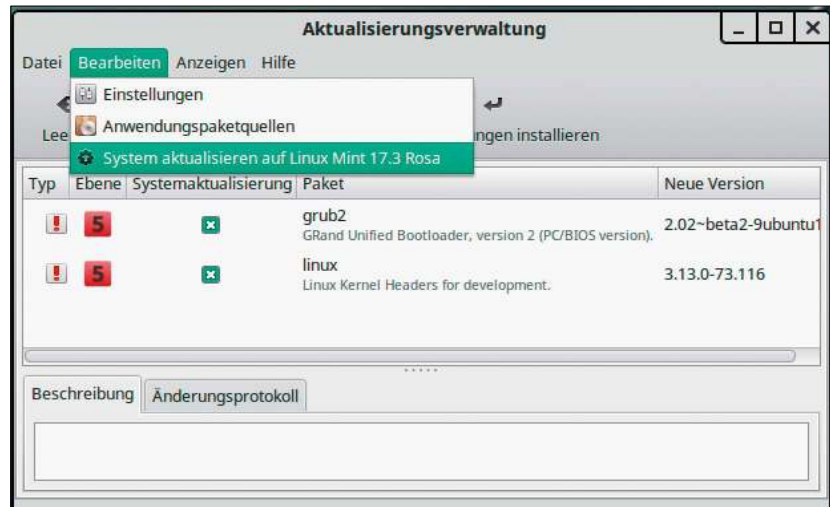 Aktualisierungsverwaltung
Datei Bearbeiten Anzeigen Hilfe
Einstellungen
Anwendungspaketquellen
Lee
ngen installieren
System aktualisieren auf Linux Mint 17.3 Rosa
Typ Ebene Systemaktualisierung Paket Neue Version
5 grub2 2.02~beta2-9ubuntu1
GRand Unified Bootloader, version 2 (PC/BIOS version).
5 linux 3.13.0-73.116
Linux Kernel Headers for development.
Beschreibung Änderungsprotokoll